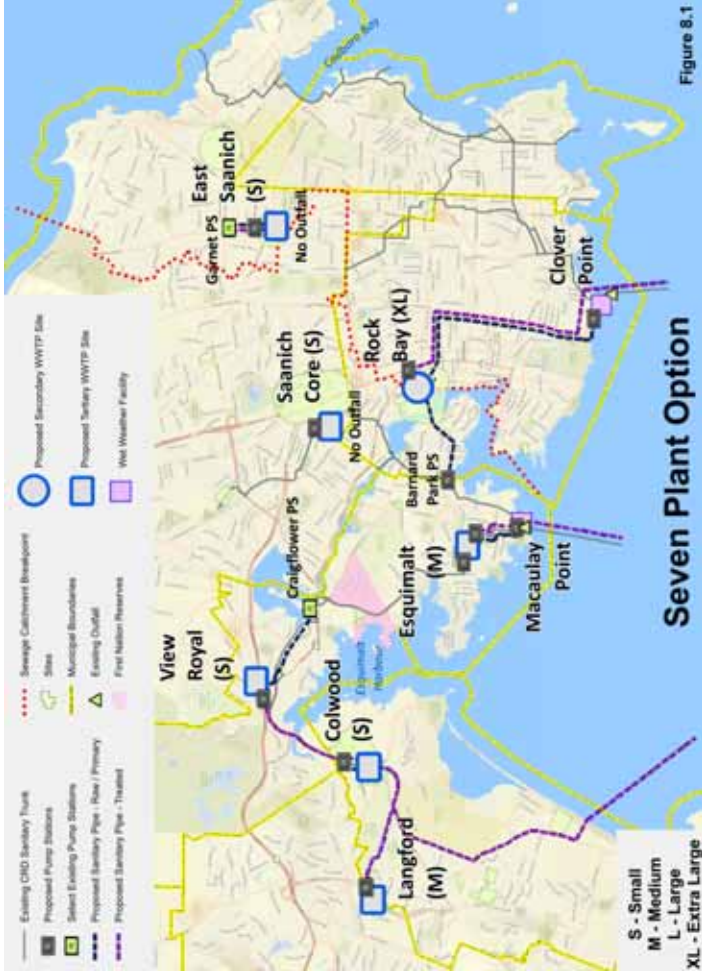 Existing CRD Sanitary Trunk
Proposed Pump Stations
Select Existing Pump Stations
Proposed Sanitary Pipe - Raw / Primary
Proposed Sanitary Pipe - Treated
Sewage Catchment Breakpoint
Sites
Municipal Boundaries
Existing Outfall
First Nation Reserves
Proposed Secondary WWTP Site
Proposed Tertiary WWTP Site
Wet Weather Facility
Cadboro Bay
East
Saanich
(S)
Garnet PS
No Outfall
Saanich
Core (S)
No Outfall
Rock
Bay (XL)
Clover
Point
Craigflower PS
Barnard
Park PS
View
Royal
(S)
Esquimalt
(M)
Esquimalt
Harbour
Macaulay
Point
Colwood
(S)
Langford
(M)
S - Small
M - Medium
L - Large
XL - Extra Large
Seven Plant Option
Figure 8.1